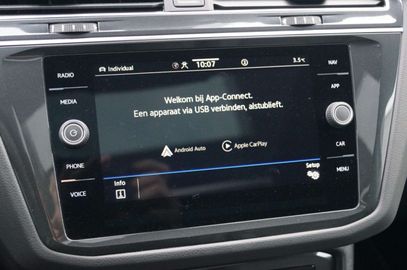 RADIO
MEDIA
PHONE
VOICE
Individual
10:07
3.5°C
Welkom bij App-Connect.
Een apparaat via USB verbinden, alstublieft.
Android Auto
Apple CarPlay
Info
Setup
NAV
APP
CAR
MENU